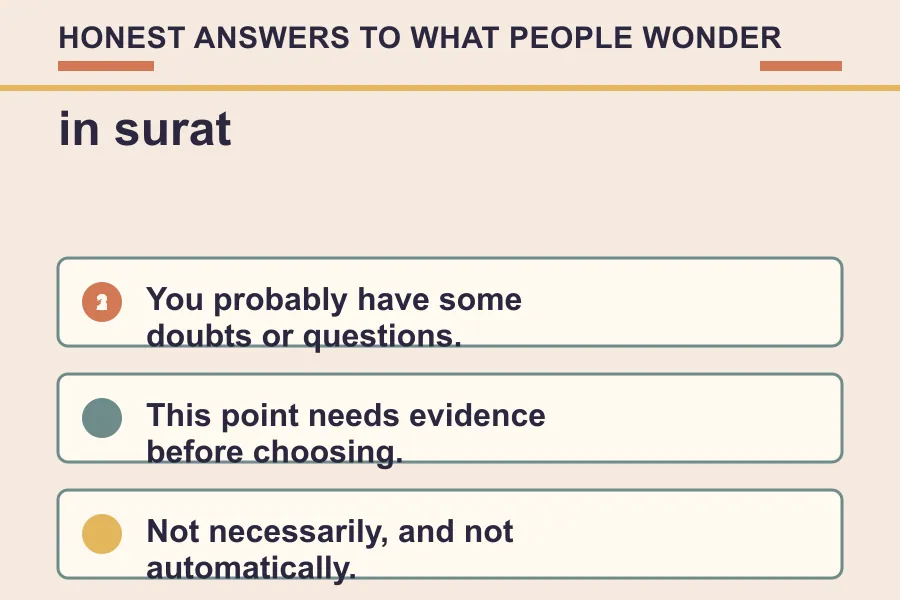 HONEST ANSWERS TO WHAT PEOPLE WONDER
in surat
You probably have some
doubts or questions.
This point needs evidence
before choosing.
Not necessarily, and not
automatically.